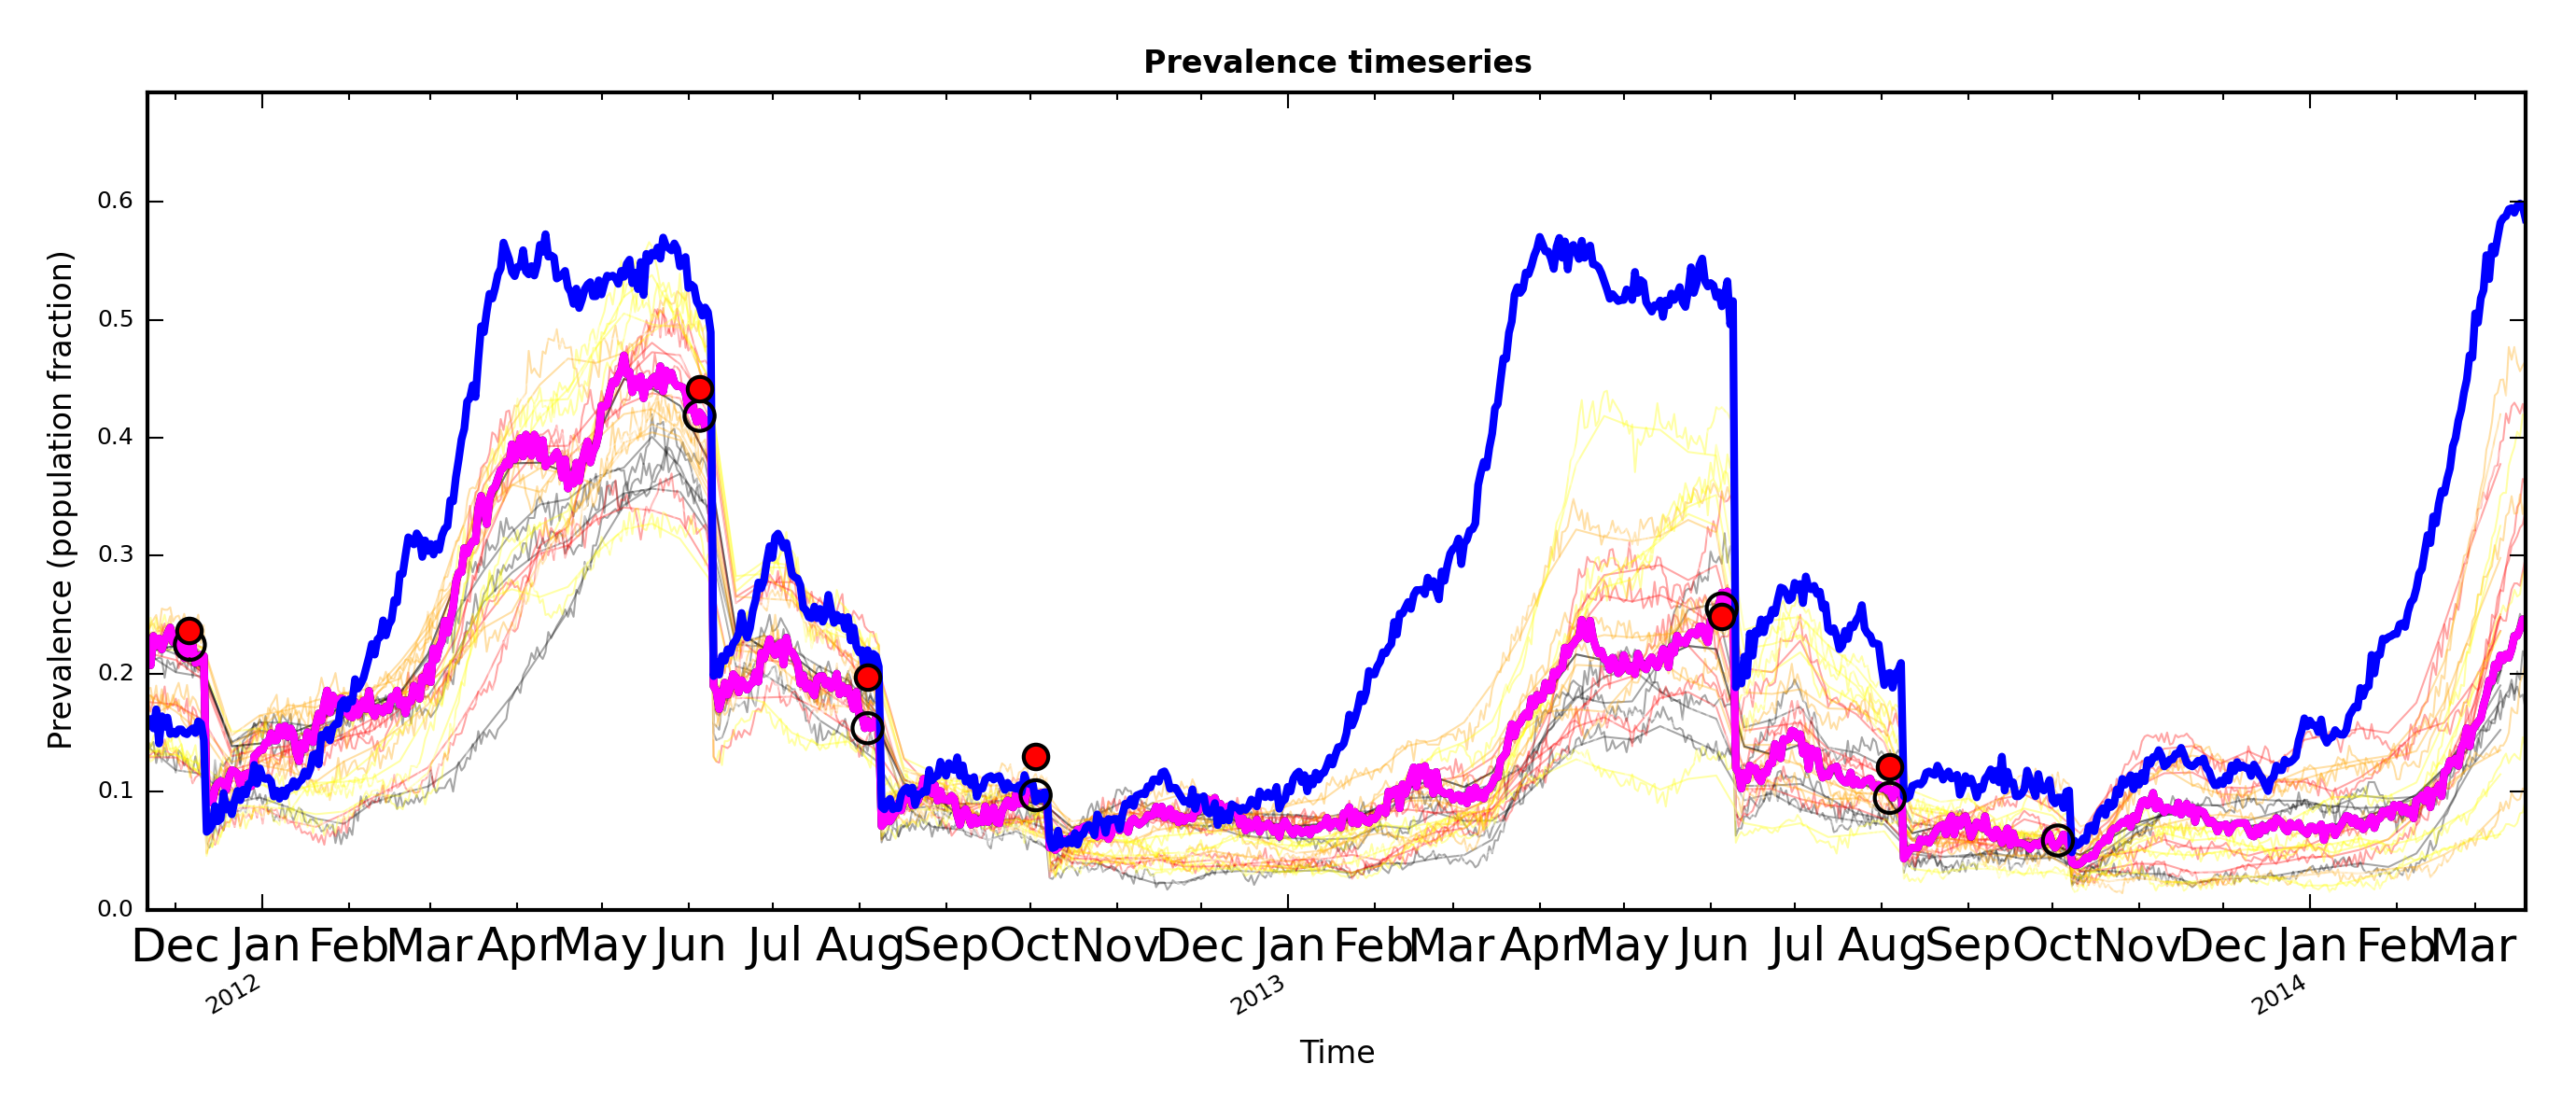 Prevalence timeseries
Prevalence (population fraction)
0.6
0.5
0.4
0.3
0.2
0.1
0.0
Dec Jan Feb Mar Apr May Jun Jul Aug Sep Oct Nov Dec Jan Feb Mar Apr May Jun Jul Aug Sep Oct Nov Dec Jan Feb Mar
2012 2013 2014
Time